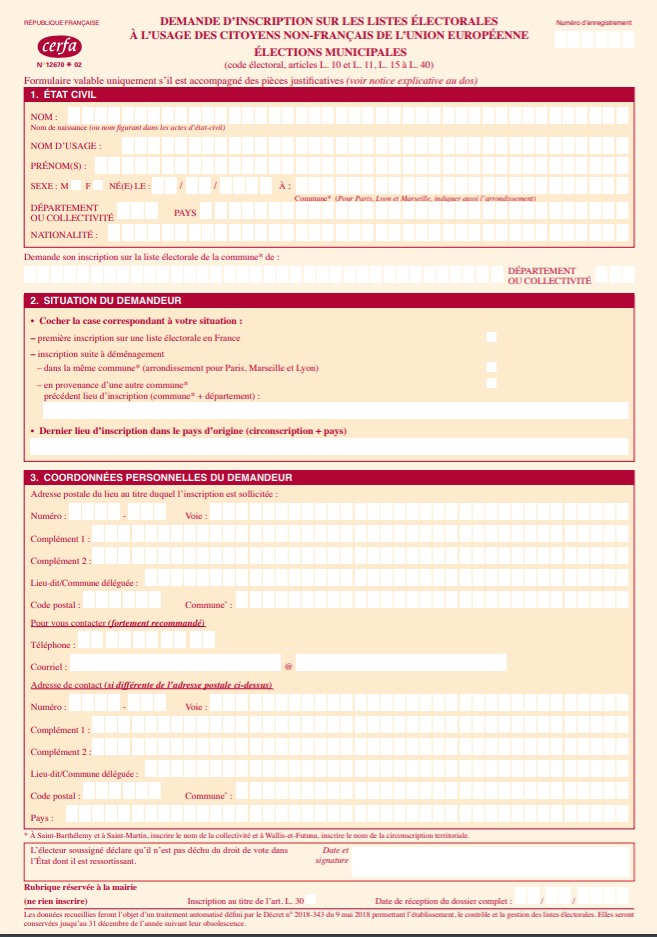 RÉPUBLIQUE FRANÇAISE
cerfa
N° 12670 * 02
DEMANDE D'INSCRIPTION SUR LES LISTES ÉLECTORALES
À L'USAGE DES CITOYENS NON-FRANÇAIS DE L'UNION EUROPÉENNE
ÉLECTIONS MUNICIPALES
(code électoral, articles L. 10 et L. 11, L. 15 à L. 40)
Numéro d'enregistrement
Formulaire valable uniquement s'il est accompagné des pièces justificatives (voir notice explicative au dos)
1. ÉTAT CIVIL
NOM :
Nom de naissance (ou nom figurant dans les actes d'état-civil)
NOM D'USAGE :
PRÉNOM(S) :
SEXE : M F NÉ(E) LE : / / À :
Commune* (Pour Paris, Lyon et Marseille, indiquer aussi l'arrondissement)
DÉPARTEMENT
OU COLLECTIVITÉ PAYS
NATIONALITÉ :
Demande son inscription sur la liste électorale de la commune* de :
DÉPARTEMENT
OU COLLECTIVITÉ
2. SITUATION DU DEMANDEUR
• Cocher la case correspondant à votre situation :
– première inscription sur une liste électorale en France
– inscription suite à déménagement
– dans la même commune* (arrondissement pour Paris, Marseille et Lyon)
– en provenance d'une autre commune*
précédent lieu d'inscription (commune* + département) :
• Dernier lieu d'inscription dans le pays d'origine (circonscription + pays)
3. COORDONNÉES PERSONNELLES DU DEMANDEUR
Adresse postale du lieu au titre duquel l'inscription est sollicitée :
Numéro : - Voie :
Complément 1 :
Complément 2 :
Lieu-dit/Commune déléguée :
Code postal : Commune* :
Pour vous contacter (fortement recommandé)
Téléphone :
Courriel : @
Adresse de contact (si différente de l'adresse postale ci-dessus)
Numéro : - Voie :
Complément 1 :
Complément 2 :
Lieu-dit/Commune déléguée :
Code postal : Commune* :
Pays :
* À Saint-Barthélemy et à Saint-Martin, inscrire le nom de la collectivité et à Wallis-et-Futuna, inscrire le nom de la circonscription territoriale.
L'électeur soussigné déclare qu'il n'est pas déchu du droit de vote dans
l'État dont il est ressortissant.
Date et
signature
Rubrique réservée à la mairie
(ne rien inscrire) Inscription au titre de l'art. L. 30 Date de réception du dossier complet : / /
Les données recueillies feront l'objet d'un traitement automatisé défini par le Décret n° 2018-343 du 9 mai 2018 permettant l'établissement, le contrôle et la gestion des listes électorales. Elles seront
conservées jusqu'au 31 décembre de l'année suivant leur obsolescence.